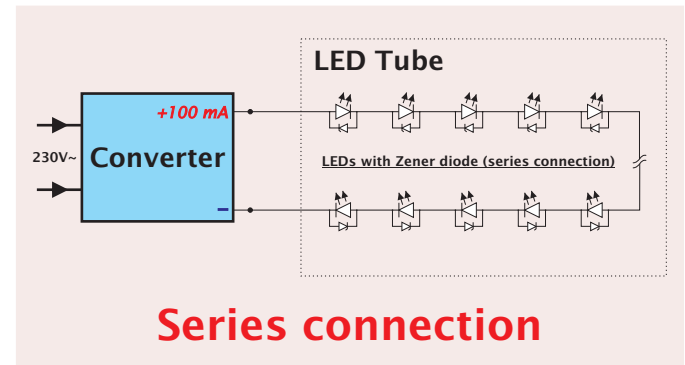 LED Tube
+100 mA
230V~
Converter
LEDs with Zener diode (series connection)
–
Series connection